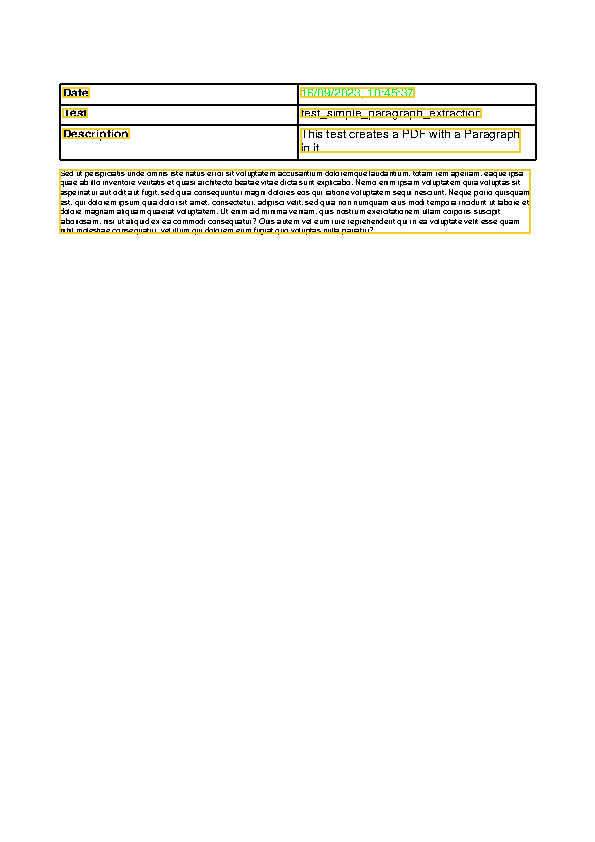 Date 18/09/2023, 10:45:37
Test test_simple_paragraph_extraction
Description This test creates a PDF with a Paragraph
in it
Sed ut perspiciatis unde omnis iste natus error sit voluptatem accusantium doloremque laudantium, totam rem aperiam, eaque ipsa
quae ab illo inventore veritatis et quasi architecto beatae vitae dicta sunt explicabo. Nemo enim ipsam voluptatem quia voluptas sit
aspernatur aut odit aut fugit, sed quia consequuntur magni dolores eos qui ratione voluptatem sequi nesciunt. Neque porro quisquam
est, qui dolorem ipsum quia dolor sit amet, consectetur, adipisci velit, sed quia non numquam eius modi tempora incidunt ut labore et
dolore magnam aliquam quaerat voluptatem. Ut enim ad minima veniam, quis nostrum exercitationem ullam corporis suscipit
laboriosam, nisi ut aliquid ex ea commodi consequatur? Quis autem vel eum iure reprehenderit qui in ea voluptate velit esse quam
nihil molestiae consequatur, vel illum qui dolorem eum fugiat quo voluptas nulla pariatur?